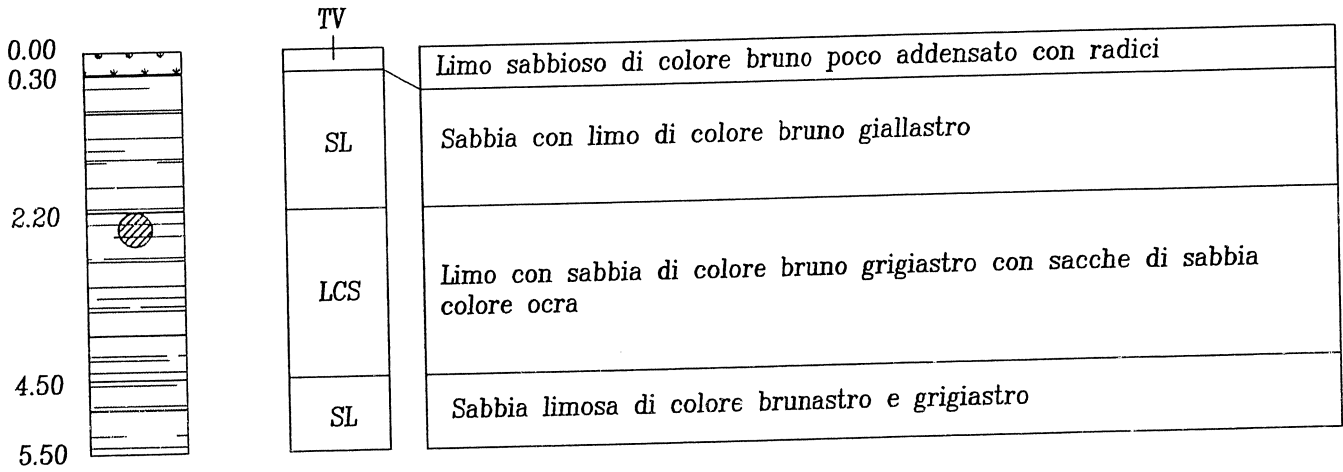 TV
0.00
0.30
Limo sabbioso di colore bruno poco addensato con radici
SL
Sabbia con limo di colore bruno giallastro
2.20
LCS
Limo con sabbia di colore bruno grigiastro con sacche di sabbia
colore ocra
4.50
SL
Sabbia limosa di colore brunastro e grigiastro
5.50